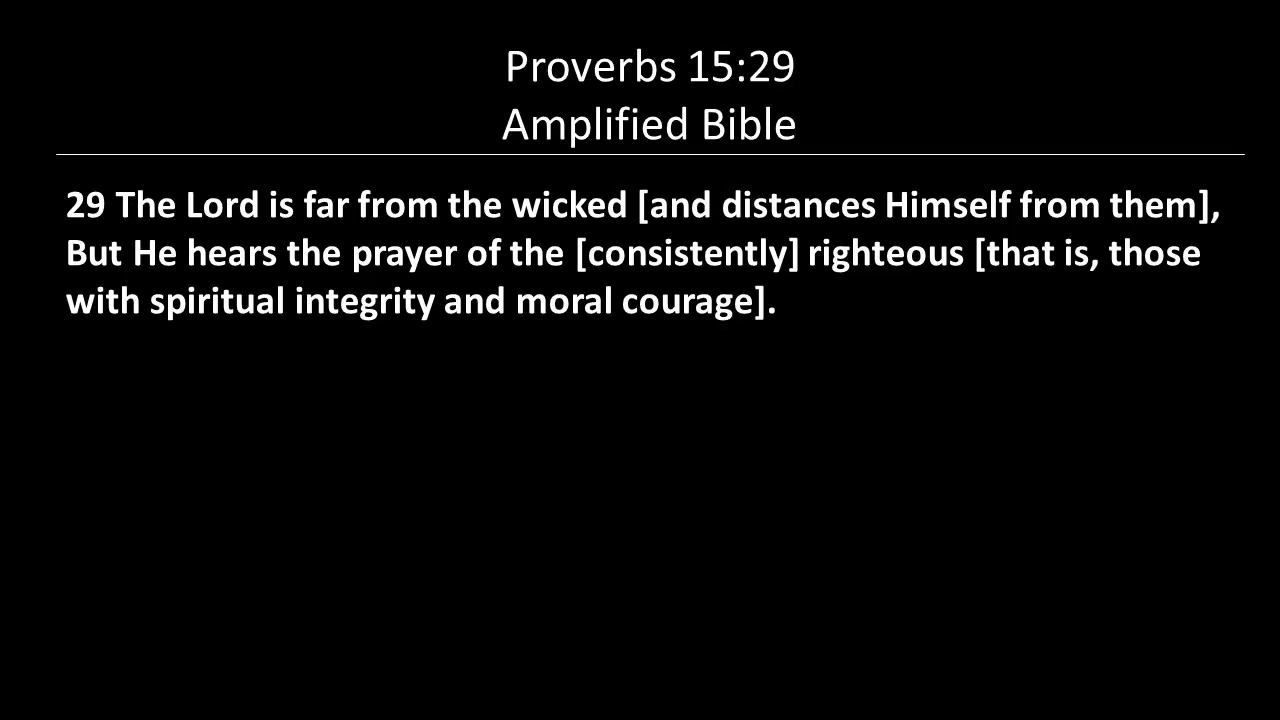 Proverbs 15:29
Amplified Bible
29 The Lord is far from the wicked [and distances Himself from them],
But He hears the prayer of the [consistently] righteous [that is, those
with spiritual integrity and moral courage].